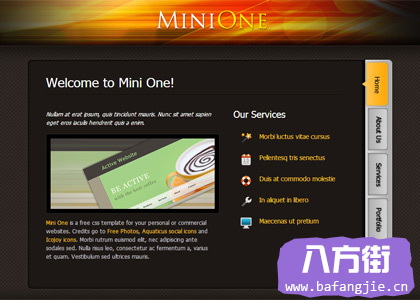 MINIONE
Welcome to Mini One!
Nullam at erat ipsum, quis tincidunt mauris. Nunc sit amet sapien
eget eros iaculis hendrerit quis a enim.
Active Website
BE ACTIVE
with this web editor
Mini One is a free css template for your personal or commercial
websites. Credits go to Free Photos, Aquaticus social icons and
Icojoy icons. Morbi rutrum euismod elit, nec adipiscing ante
sodales sed. Nulla risus leo, consectetur ac fermentum a, varius
et quam. Vestibulum sed ultrices mauris.
Our Services
Morbi luctus vitae cursus
Pellentesq tris senectus
Duis at commodo molestie
In aliquet in libero
Maecenas ut pretium
Home
About Us
Services
Portfolio
八方街
www.bafangjie.cn